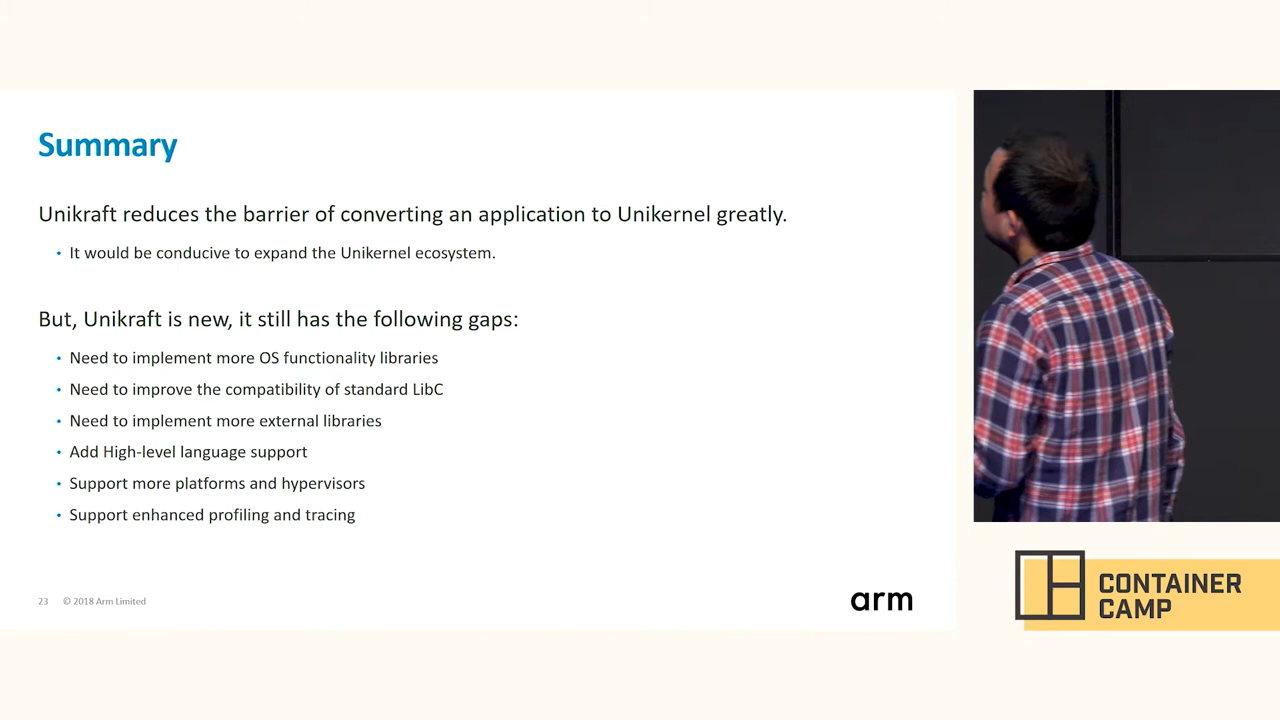 Summary
Unikraft reduces the barrier of converting an application to Unikernel greatly.
• It would be conducive to expand the Unikernel ecosystem.
But, Unikraft is new, it still has the following gaps:
• Need to implement more OS functionality libraries
• Need to improve the compatibility of standard LibC
• Need to implement more external libraries
• Add High-level language support
• Support more platforms and hypervisors
• Support enhanced profiling and tracing
23 © 2018 Arm Limited
arm
CONTAINER
CAMP